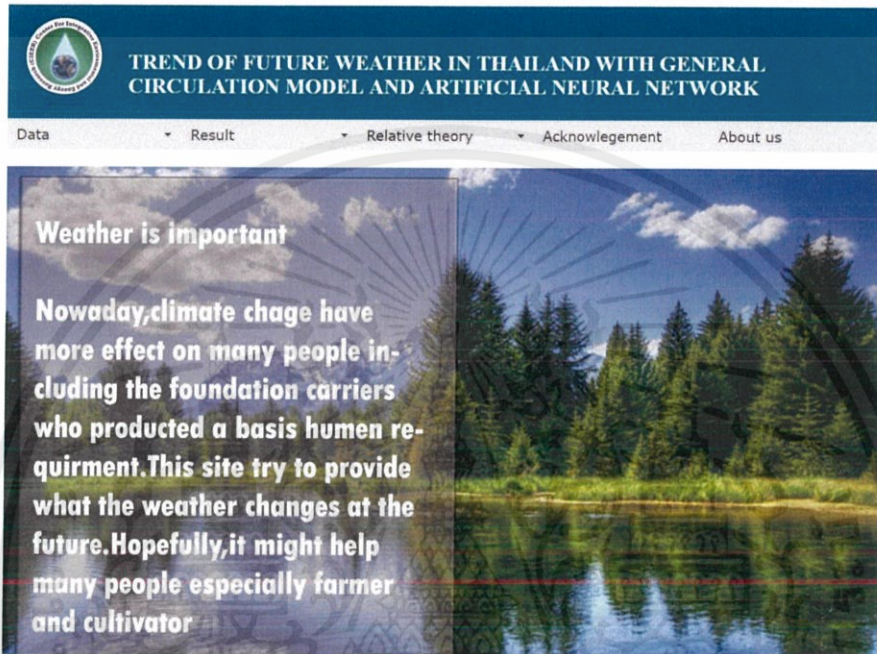 TREND OF FUTURE WEATHER IN THAILAND WITH GENERAL
CIRCULATION MODEL AND ARTIFICIAL NEURAL NETWORK
Data
Result
Relative theory
Acknowlegement
About us
Weather is important
Nowaday,climate chage have
more effect on many people in-
cluding the foundation carriers
who producted a basis humen re-
quirment.This site try to provide
what the weather changes at the
future.Hopefully,it might help
many people especially farmer
and cultivator